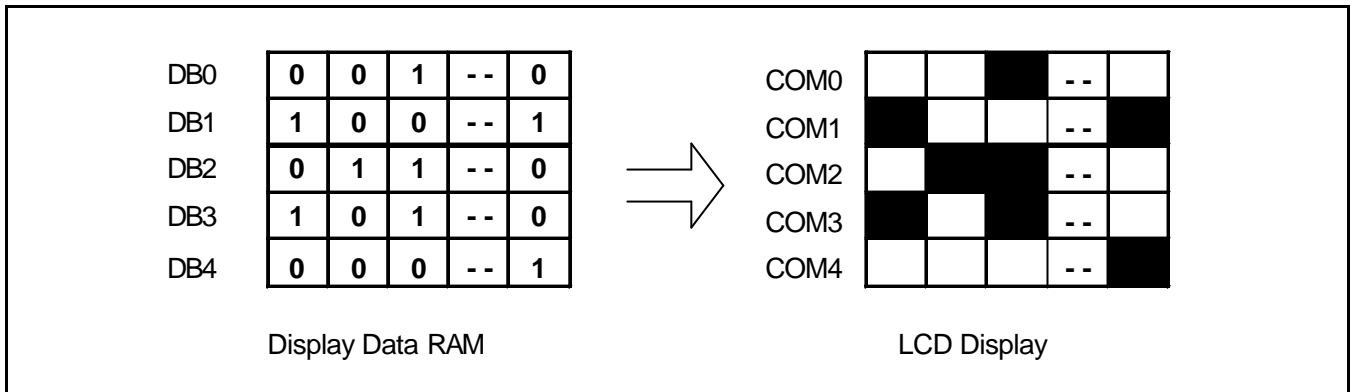 DB0 0 0 1 - - 0
DB1 1 0 0 - - 1
DB2 0 1 1 - - 0
DB3 1 0 1 - - 0
DB4 0 0 0 - - 1
Display Data RAM
COM0 - -
COM1 - -
COM2 - -
COM3 - -
COM4 - -
LCD Display